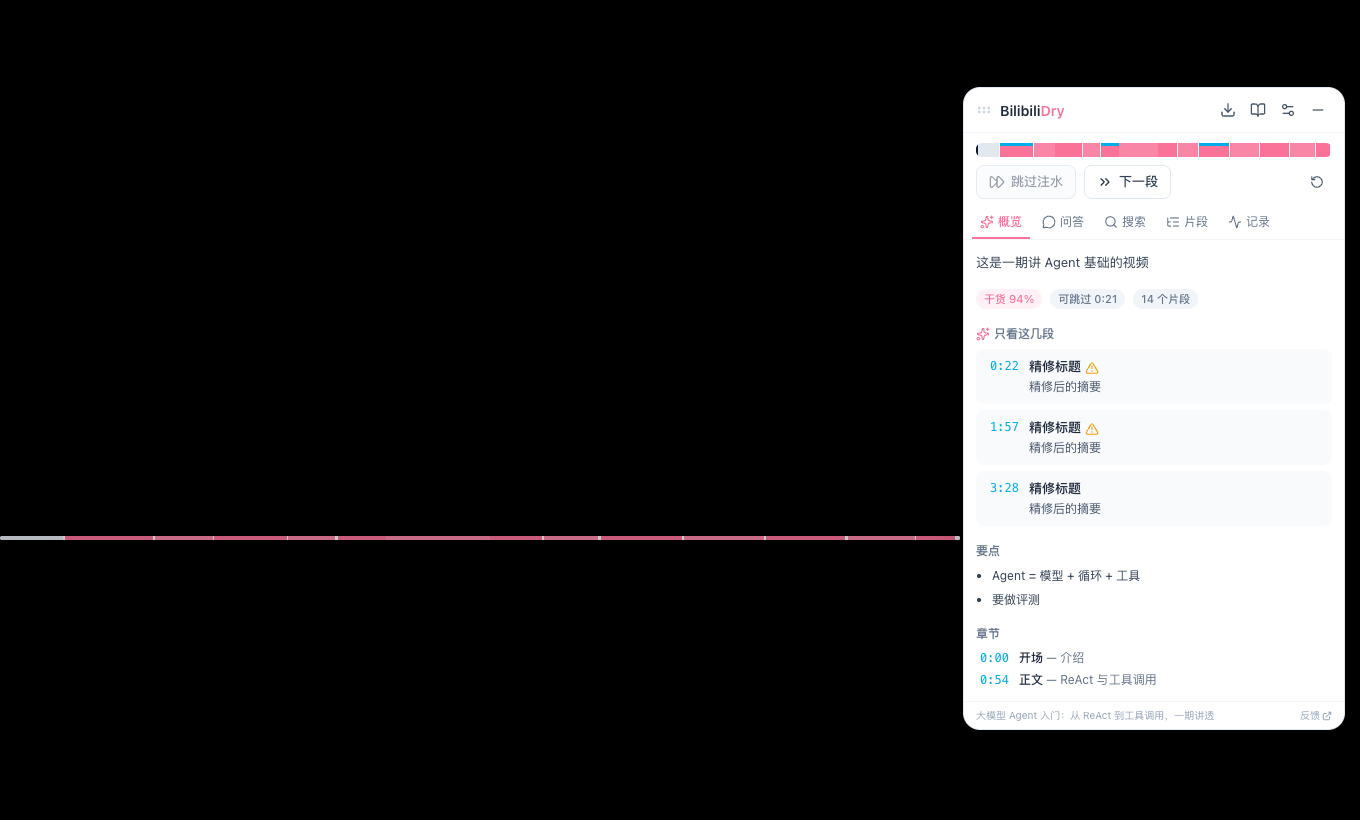 BilibiliDry
跳过注水
下一段
概览
问答
搜索
片段
记录
这是一期讲 Agent 基础的视频
干货 94%
可跳过 0:21
14 个片段
只看这几段
0:22 精修标题
精修后的摘要
1:57 精修标题
精修后的摘要
3:28 精修标题
精修后的摘要
要点
• Agent = 模型 + 循环 + 工具
• 要做评测
章节
0:00 开场 — 介绍
0:54 正文 — ReAct 与工具调用
大模型 Agent 入门：从 ReAct 到工具调用，一期讲透
反馈